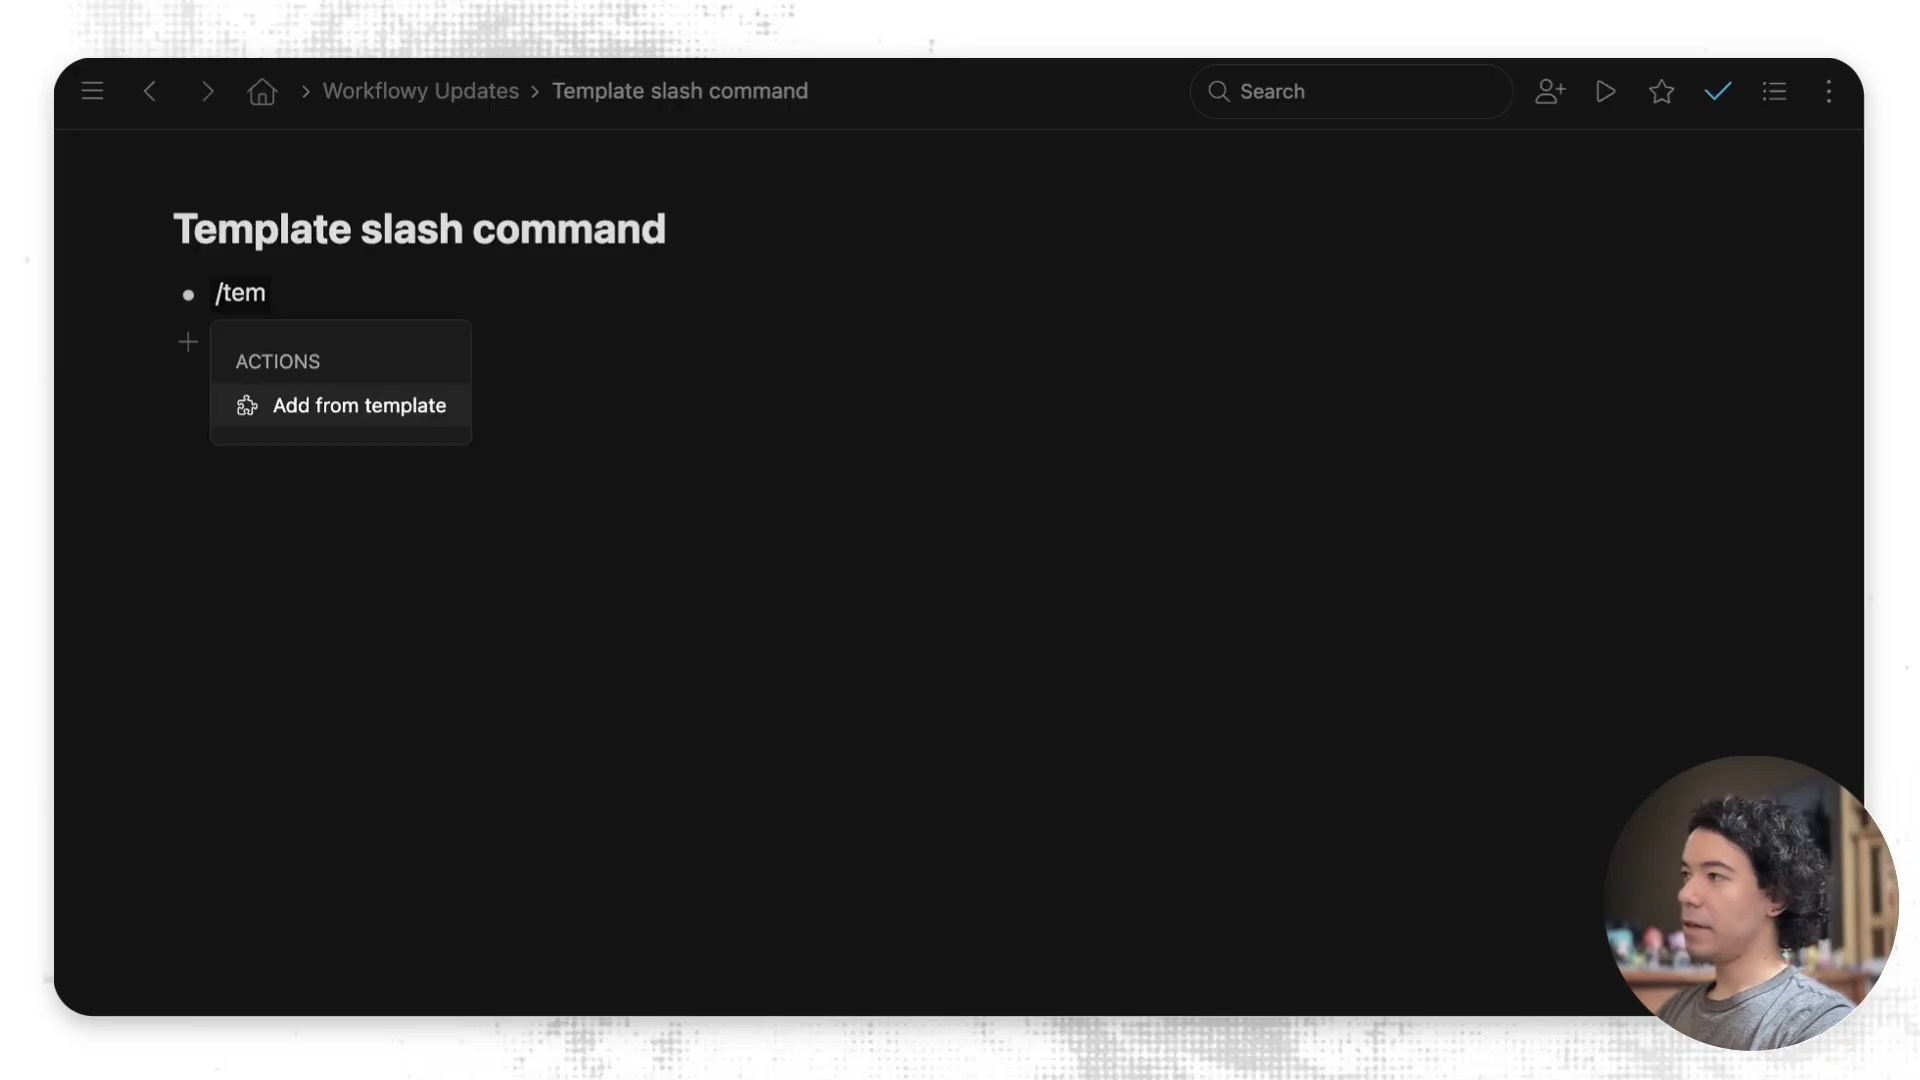 Workflowy Updates > Template slash command
Search
Template slash command
/tem
ACTIONS
Add from template